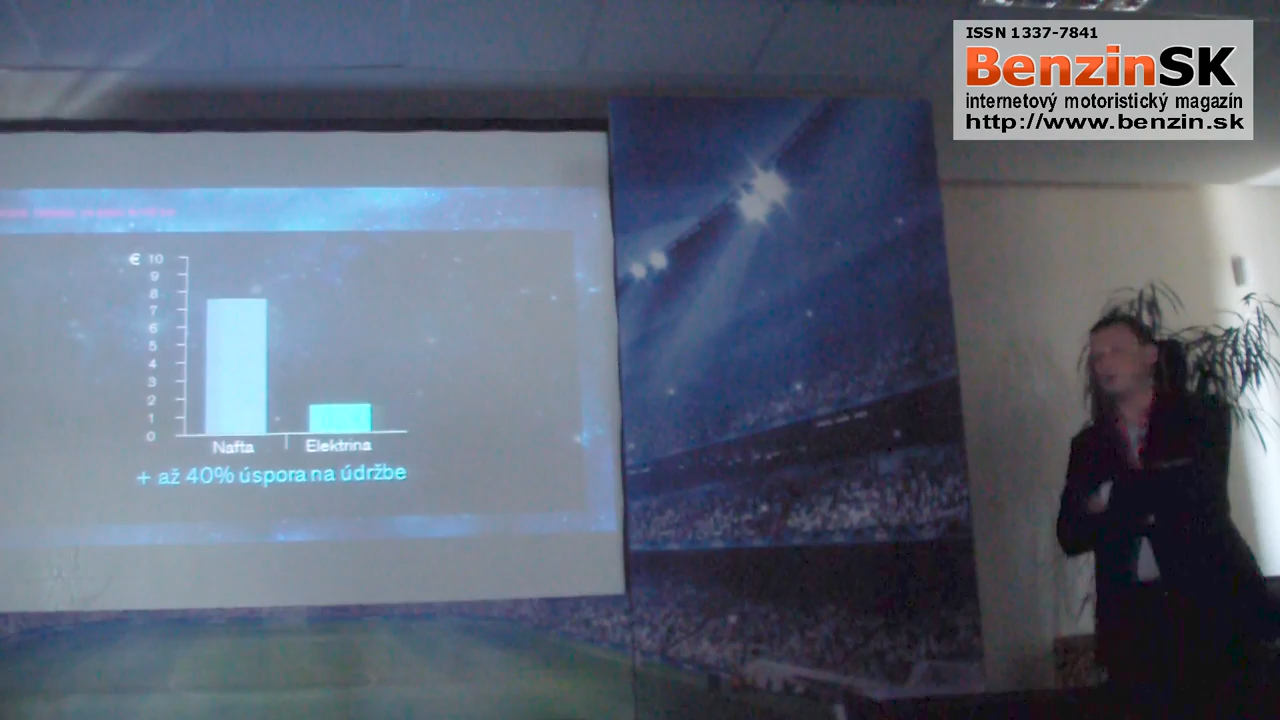 ISSN 1337-7841
BenzinSK
internetový motoristický magazín
http://www.benzin.sk
€ 10
9
8
7
6
5
4
3
2
1
0
Nafta
Elektrina
+ až 40% úspora na údržbe